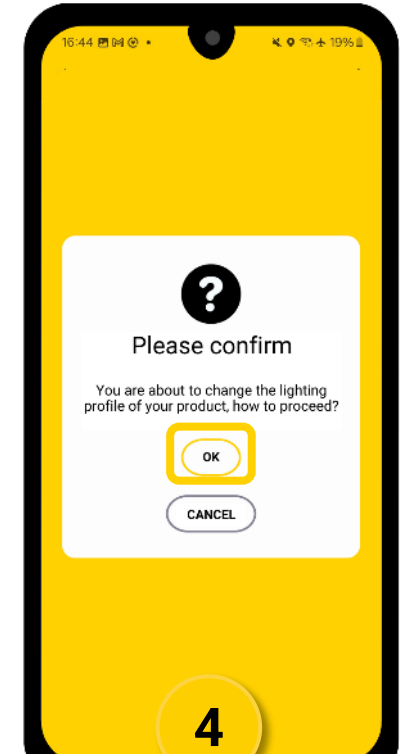 16:44
19%
?
Please confirm
You are about to change the lighting
profile of your product, how to proceed?
OK
CANCEL
4